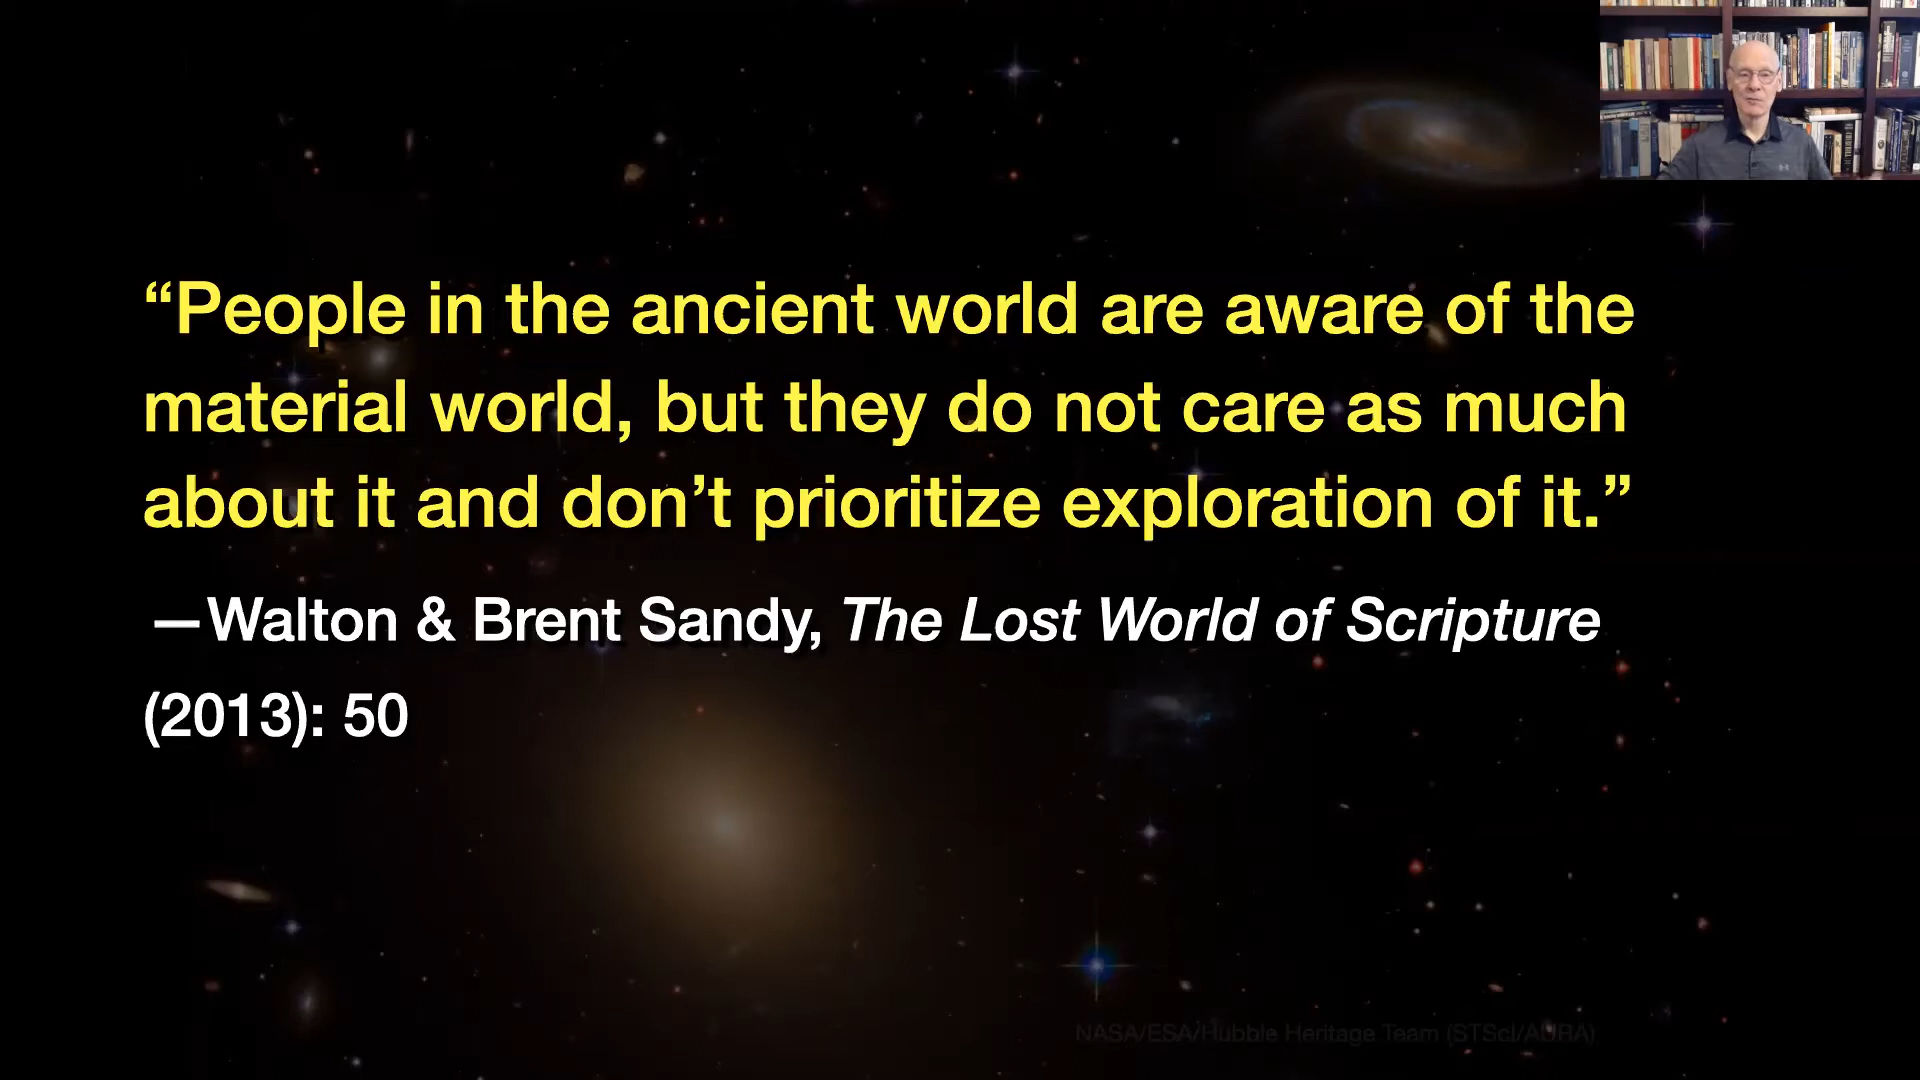 “People in the ancient world are aware of the
material world, but they do not care as much
about it and don’t prioritize exploration of it.”
—Walton & Brent Sandy, The Lost World of Scripture
(2013): 50
NASA/ESA/Hubble Heritage Team (STScI/AURA)